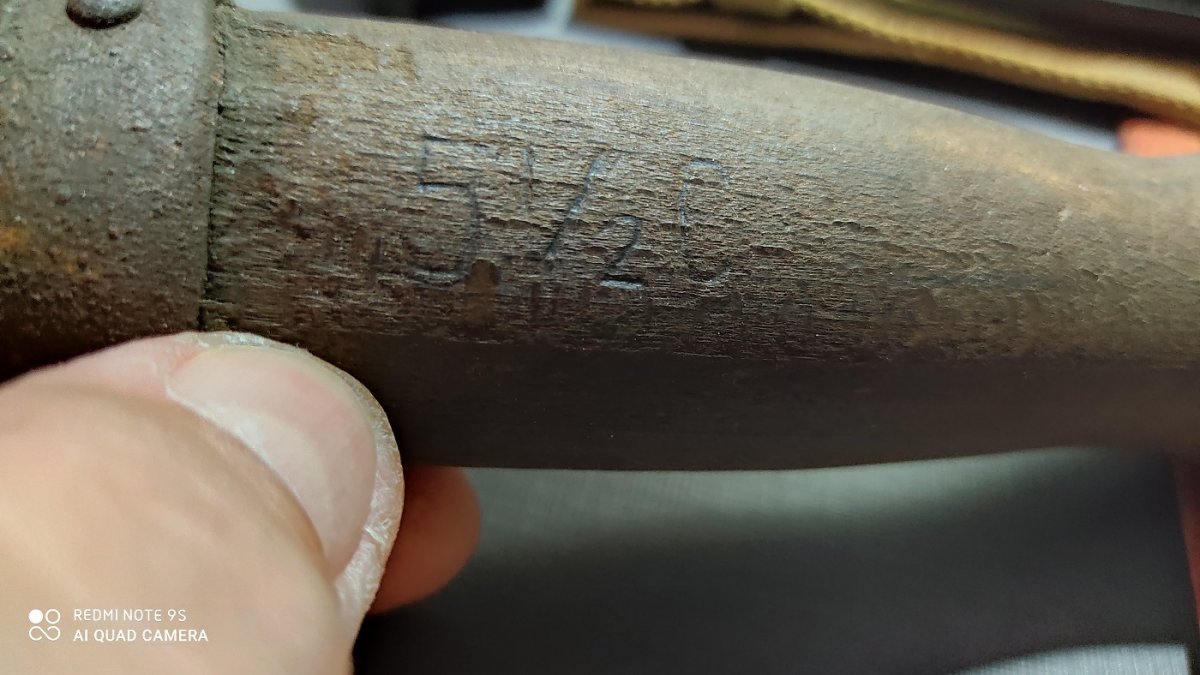 5 1/2 C
REDMI NOTE 9S
AI QUAD CAMERA